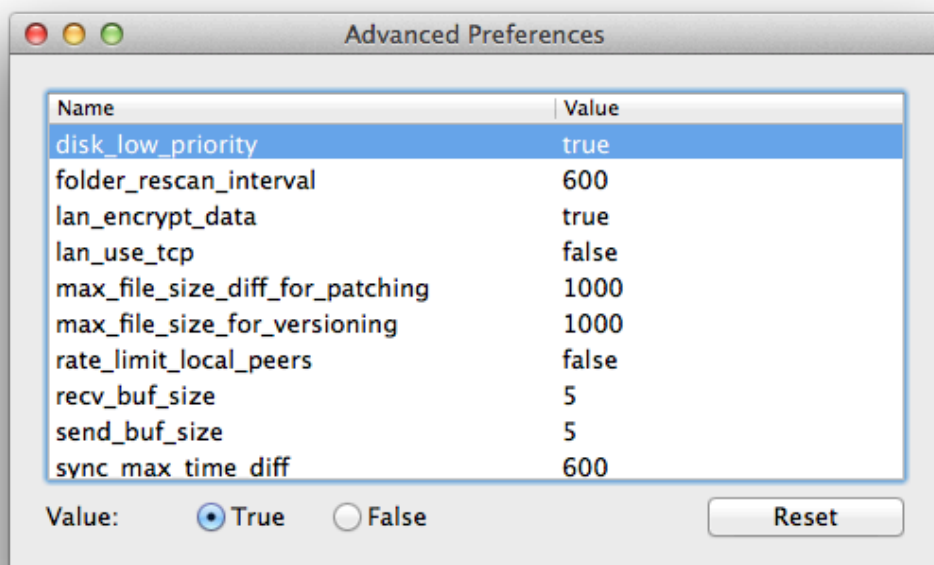 Advanced Preferences
Name Value
disk_low_priority true
folder_rescan_interval 600
lan_encrypt_data true
lan_use_tcp false
max_file_size_diff_for_patching 1000
max_file_size_for_versioning 1000
rate_limit_local_peers false
recv_buf_size 5
send_buf_size 5
sync_max_time_diff 600
Value: True False Reset